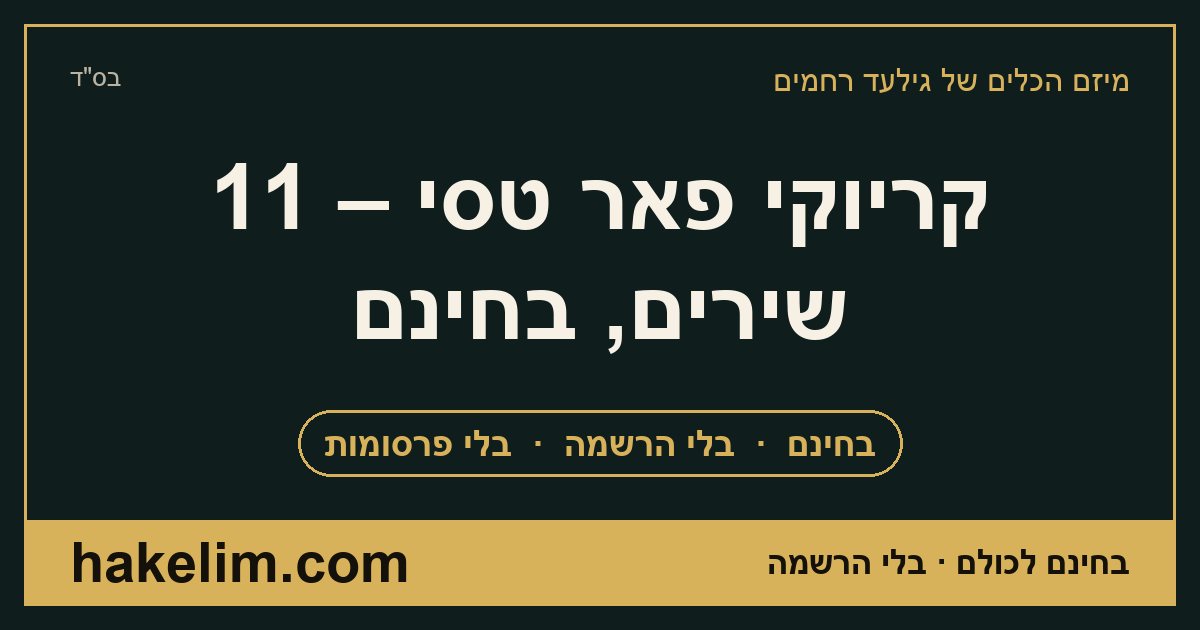 מיזם הכלים של גילעד רחמים
בס"ד
קריוקי פאר טסי – 11
שירים, בחינם
בחינם · בלי הרשמה · בלי פרסומות
בחינם לכולם · בלי הרשמה
hakelim.com